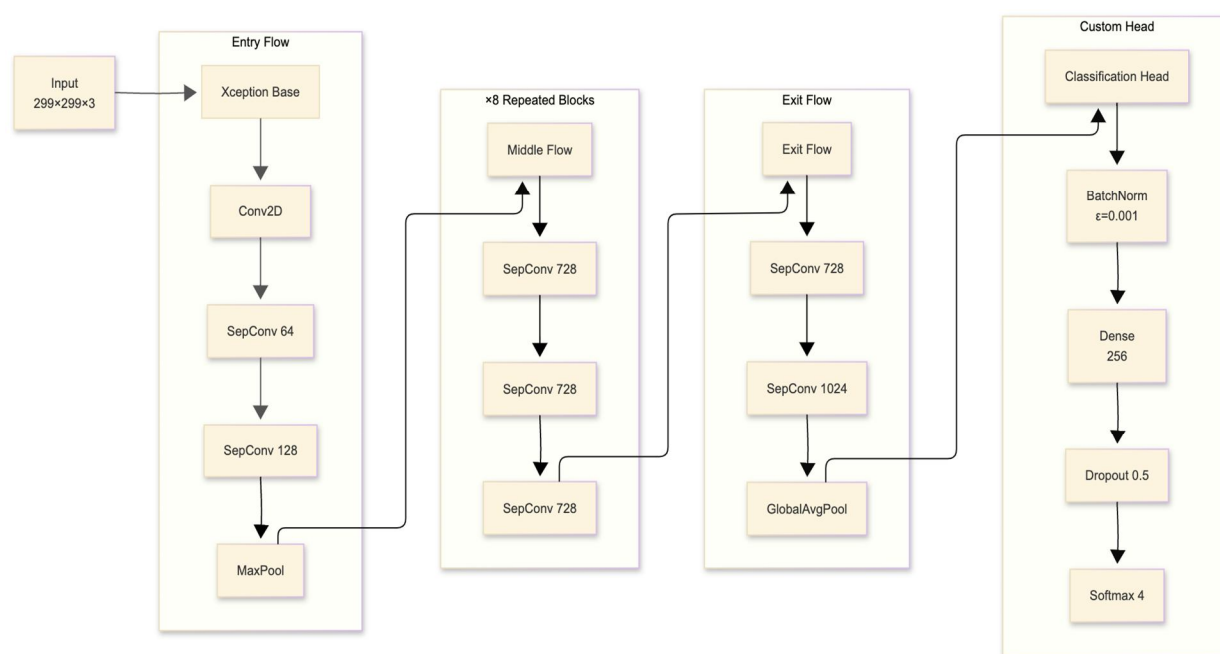 Input
299×299×3
Entry Flow
Xception Base
Conv2D
SepConv 64
SepConv 128
MaxPool
×8 Repeated Blocks
Middle Flow
SepConv 728
SepConv 728
SepConv 728
Exit Flow
Exit Flow
SepConv 728
SepConv 1024
GlobalAvgPool
Custom Head
Classification Head
BatchNorm
ε=0.001
Dense
256
Dropout 0.5
Softmax 4